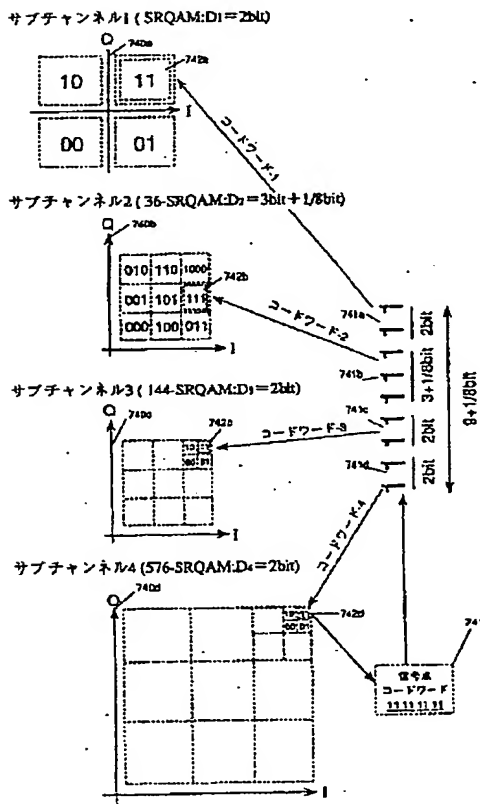 サブチャンネル1 (SRQAM:D1=2bit)
Q
740a
742a
10
11
I
00
01
コードワード-1
サブチャンネル2 (36-SRQAM:D2=3bit+1/8bit)
Q
740b
742b
010 110 1000
001 101 111
000 100 011
I
コードワード-2
741a
2bit
741b
3+1/8bit
9+1/8bit
741c
2bit
741d
2bit
サブチャンネル3 (144-SRQAM:D3=2bit)
Q
740c
742c
10 11
00 01
I
コードワード-3
コードワード-4
サブチャンネル4 (576-SRQAM:D4=2bit)
Q
740d
742d
00 01
I
信号点
コードワード